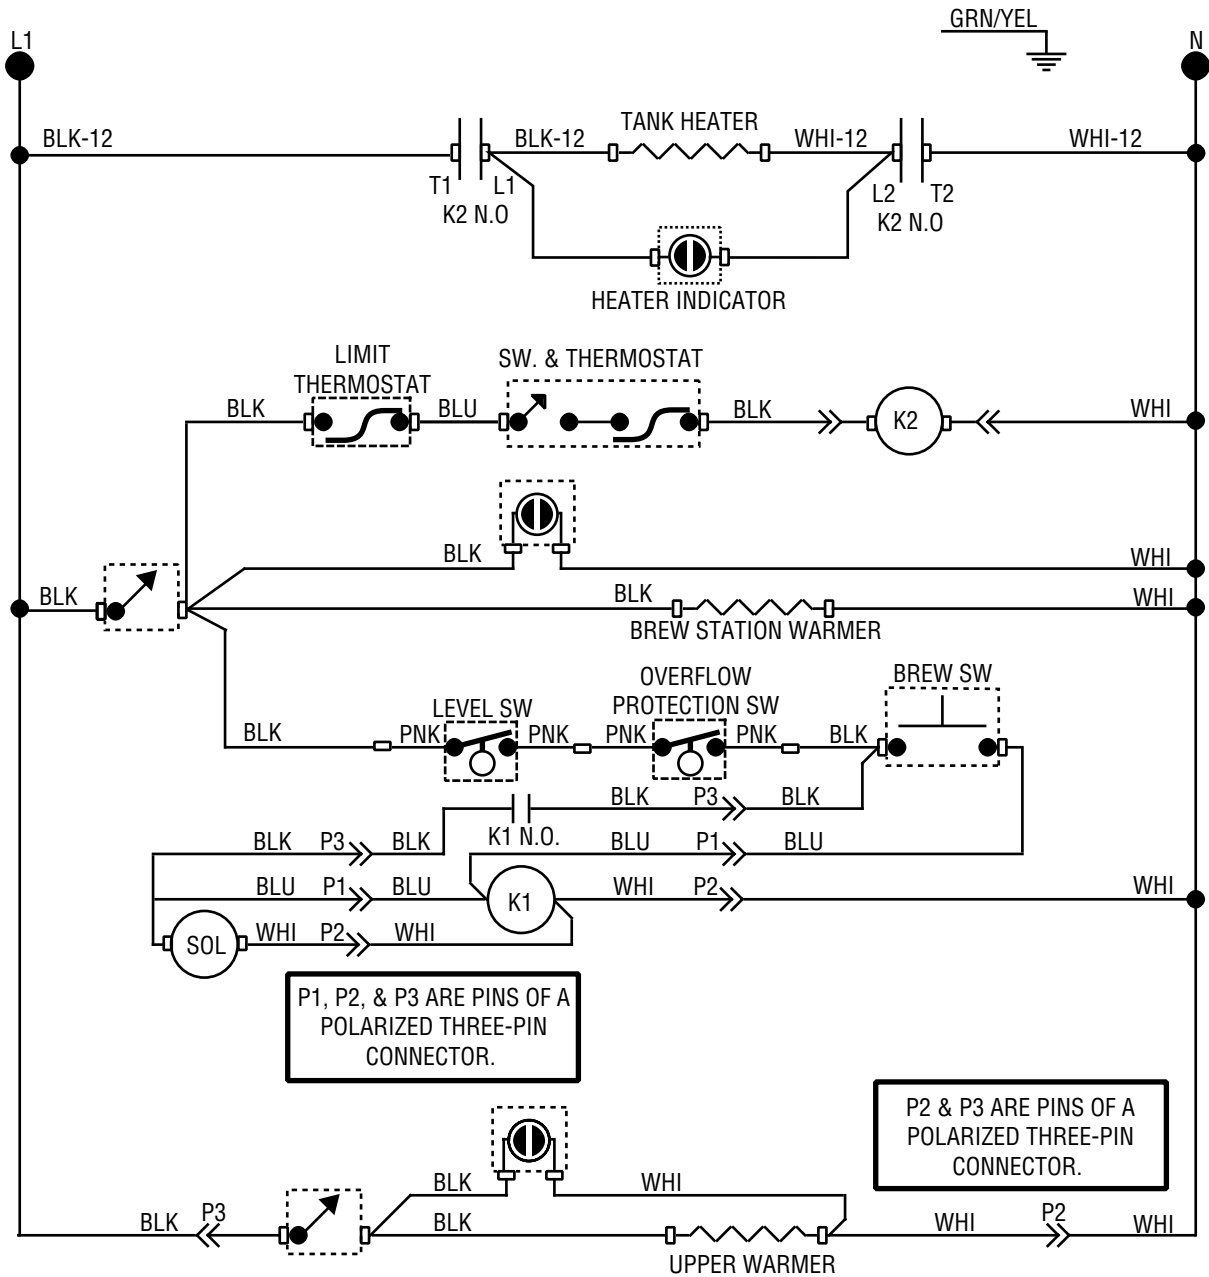 GRN/YEL
L1
N
BLK-12
BLK-12
TANK HEATER
WHI-12
WHI-12
T1
L1
K2 N.O
L2
T2
K2 N.O
HEATER INDICATOR
LIMIT
THERMOSTAT
SW. & THERMOSTAT
BLK
BLU
BLK
K2
WHI
BLK
WHI
BLK
BLK
WHI
BREW STATION WARMER
LEVEL SW
OVERFLOW
PROTECTION SW
BREW SW
BLK
PNK
PNK
PNK
PNK
BLK
K1 N.O.
BLK
P3
BLK
BLK
P3
BLK
BLU
P1
BLU
BLU
P1
BLU
K1
WHI
P2
WHI
SOL
WHI
P2
WHI
P1, P2, & P3 ARE PINS OF A
POLARIZED THREE-PIN
CONNECTOR.
P2 & P3 ARE PINS OF A
POLARIZED THREE-PIN
CONNECTOR.
BLK
WHI
BLK
P3
BLK
WHI
P2
WHI
UPPER WARMER